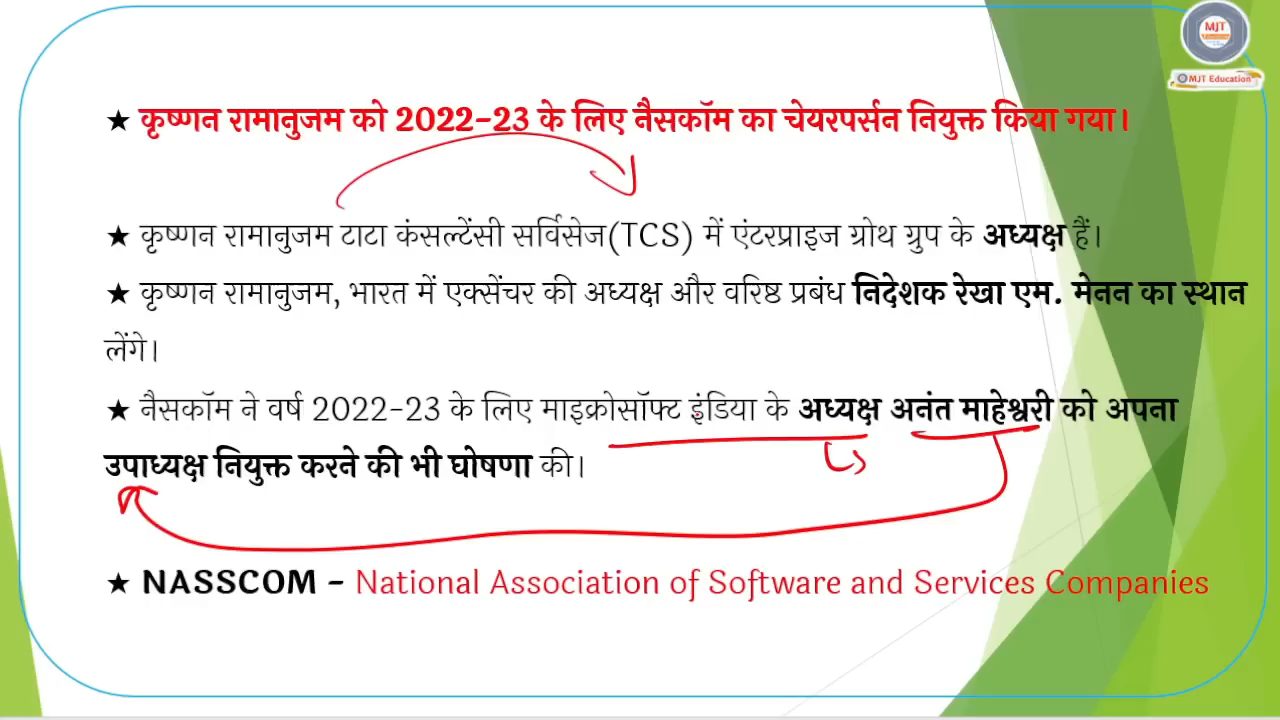 MJT
MJT Education
★ कृष्णन रामानुजम को 2022-23 के लिए नैसकॉम का चेयरपर्सन नियुक्त किया गया।
★ कृष्णन रामानुजम टाटा कंसल्टेंसी सर्विसेज(TCS) में एंटरप्राइज ग्रोथ ग्रुप के अध्यक्ष हैं।
★ कृष्णन रामानुजम, भारत में एक्सेंचर की अध्यक्ष और वरिष्ठ प्रबंध निदेशक रेखा एम. मेनन का स्थान
लेंगे।
★ नैसकॉम ने वर्ष 2022-23 के लिए माइक्रोसॉफ्ट इंडिया के अध्यक्ष अनंत माहेश्वरी को अपना
उपाध्यक्ष नियुक्त करने की भी घोषणा की।
★ NASSCOM – National Association of Software and Services Companies